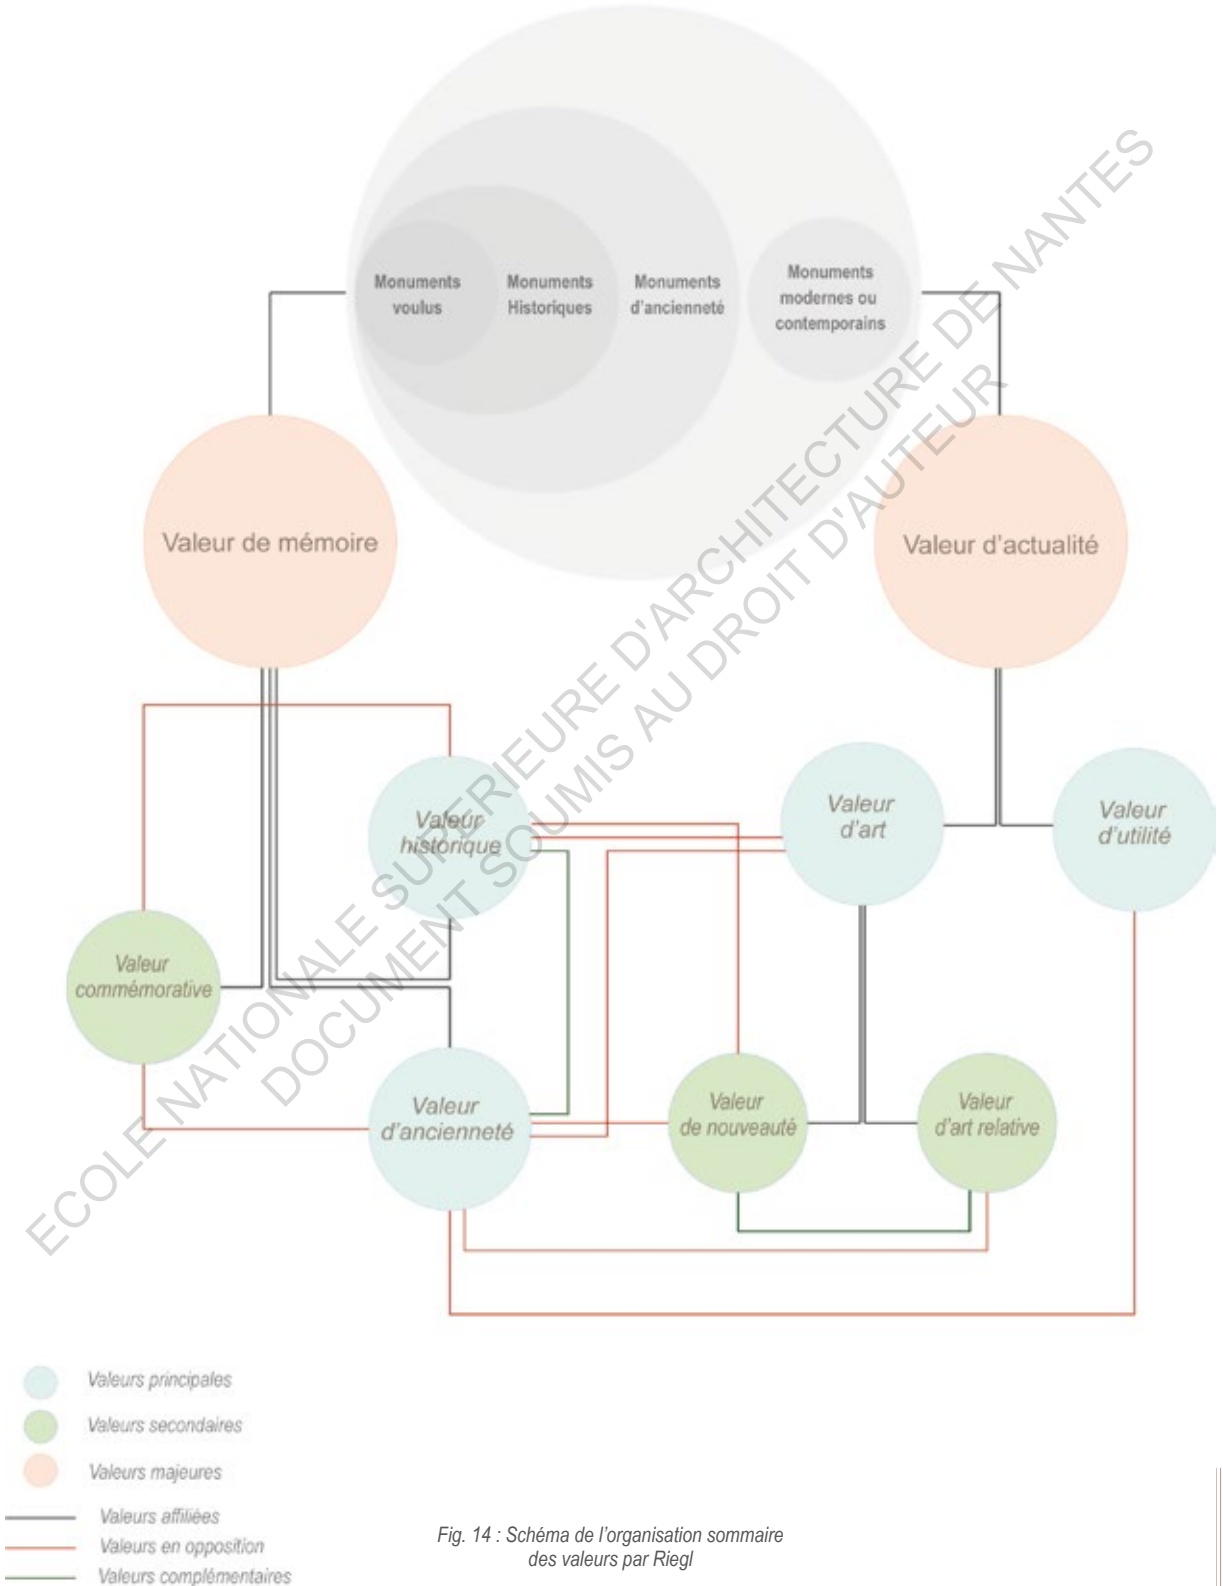 Monuments
voulus
Monuments
Historiques
Monuments
d'ancienneté
Monuments
modernes ou
contemporains
Valeur de mémoire
Valeur d'actualité
Valeur
historique
Valeur
d'art
Valeur
d'utilité
Valeur
commémorative
Valeur
d'ancienneté
Valeur
de nouveauté
Valeur
d'art relative
Valeurs principales
Valeurs secondaires
Valeurs majeures
Valeurs affiliées
Valeurs en opposition
Valeurs complémentaires
Fig. 14 : Schéma de l'organisation sommaire
des valeurs par Riegl
ECOLE NATIONALE SUPERIEURE D'ARCHITECTURE DE NANTES
DOCUMENT SOUMIS AU DROIT D'AUTEUR